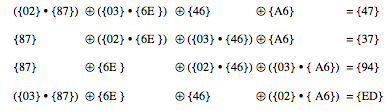 ({02} • {87}) ⊕ ({03} • {6E }) ⊕ {46} ⊕ {A6} = {47}
{87} ⊕ ({02} • {6E }) ⊕ ({03} • {46}) ⊕ {A6} = {37}
{87} ⊕ {6E } ⊕ ({02} • {46}) ⊕ ({03} • { A6}) = {94}
({03} • {87}) ⊕ {6E } ⊕ {46} ⊕ ({02} • { A6}) = {ED}